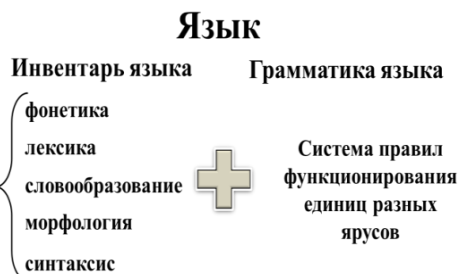 Язык
Инвентарь языка
фонетика
лексика
словообразование
морфология
синтаксис
Грамматика языка
Система правил
функционирования
единиц разных
ярусов